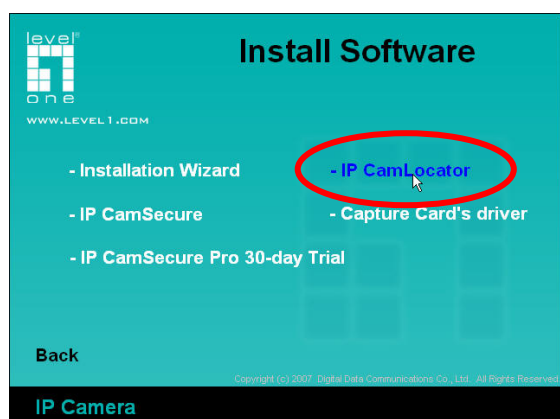 level®
one
WWW.LEVEL1.COM
Install Software
- Installation Wizard
- IP CamLocator
- IP CamSecure
- Capture Card's driver
- IP CamSecure Pro 30-day Trial
Back
Copyright (c) 2007 Digital Data Communications Co., Ltd. All Rights Reserved
IP Camera